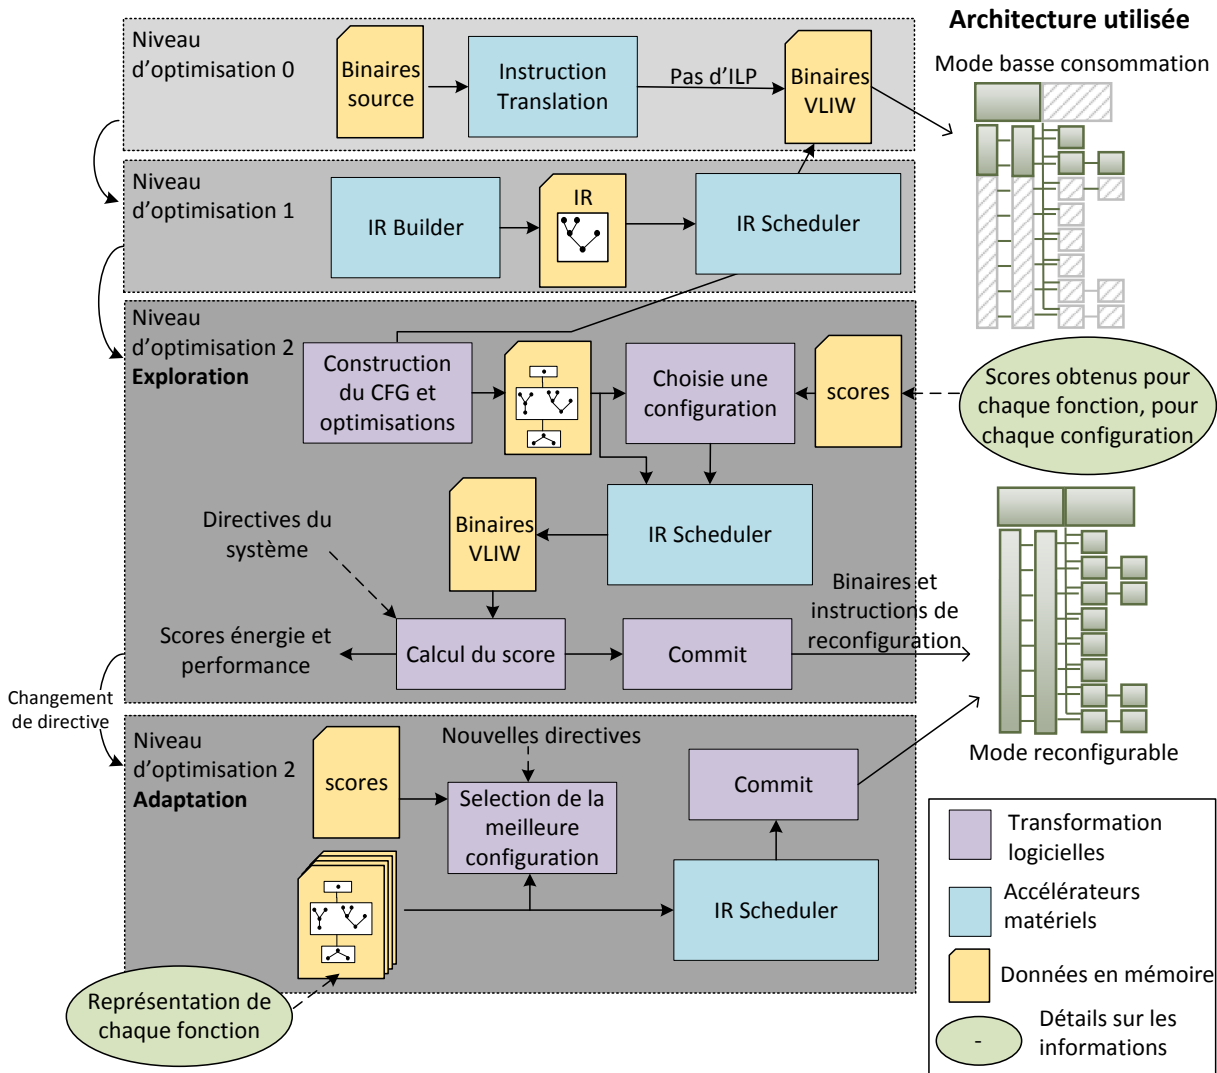 Architecture utilisée
Niveau
d'optimisation 0
Binaires
source
Instruction
Translation
Pas d'ILP
Binaires
VLIW
Mode basse consommation
Niveau
d'optimisation 1
IR Builder
IR
IR Scheduler
Niveau
d'optimisation 2
Exploration
Construction
du CFG et
optimisations
Choisie une
configuration
scores
Scores obtenus pour
chaque fonction, pour
chaque configuration
Directives du
système
Binaires
VLIW
IR Scheduler
Binaires et
instructions de
reconfiguration
Scores énergie et
performance
Calcul du score
Commit
Changement
de directive
Mode reconfigurable
Niveau
d'optimisation 2
Adaptation
scores
Nouvelles directives
Selection de la
meilleure
configuration
Commit
IR Scheduler
Représentation de
chaque fonction
Transformation
logicielles
Accélérateurs
matériels
Données en mémoire
-
Détails sur les
informations